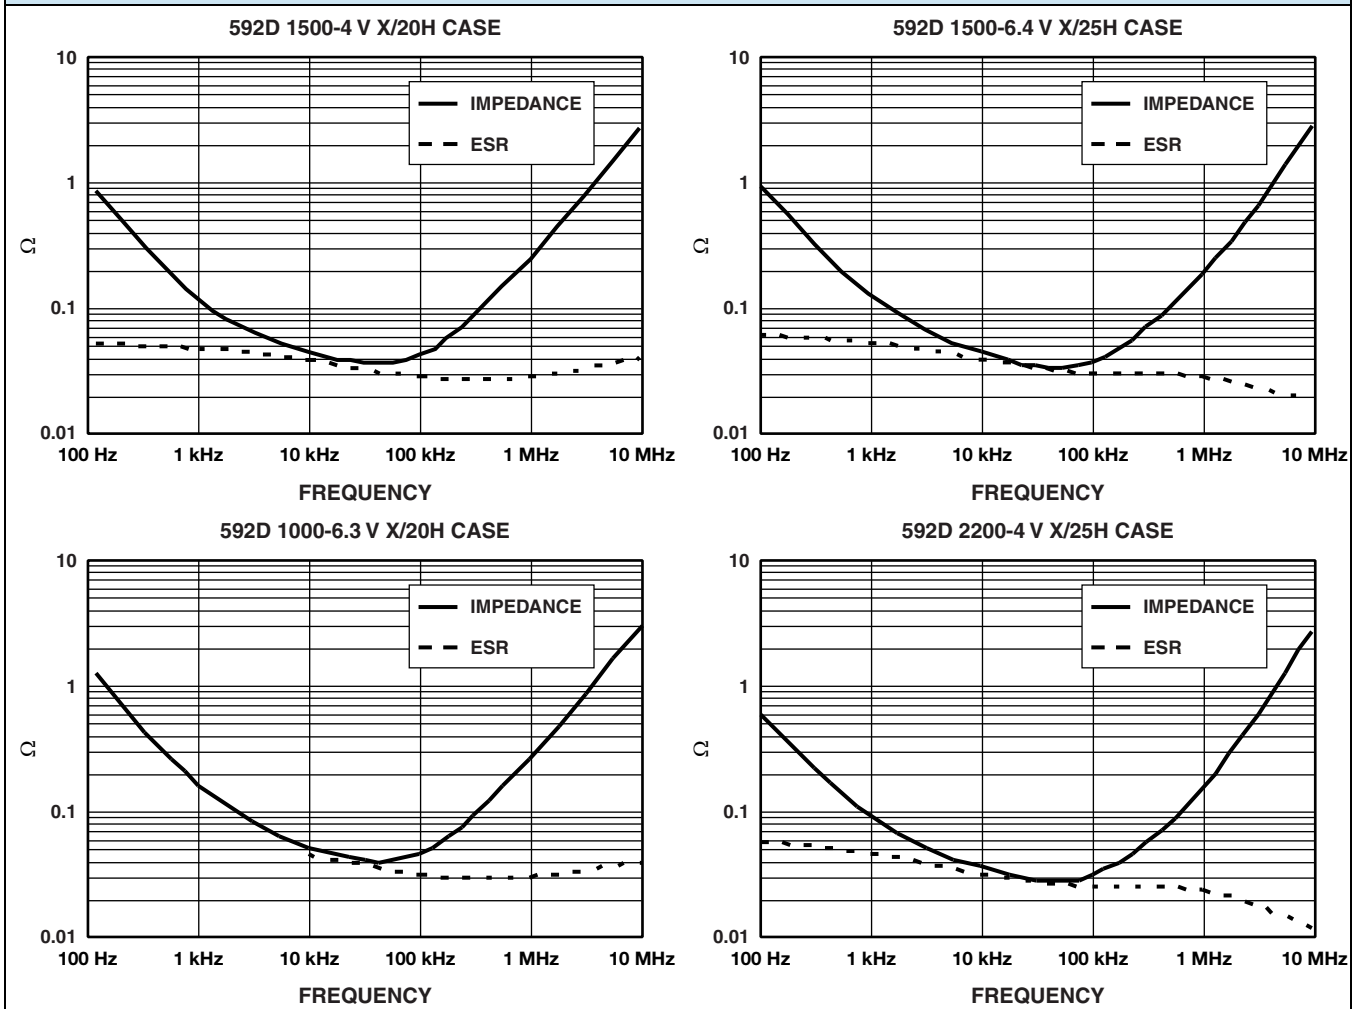 592D 1500-4 V X/20H CASE
10
1
0.1
0.01
Ω
IMPEDANCE
ESR
100 Hz 1 kHz 10 kHz 100 kHz 1 MHz 10 MHz
FREQUENCY
592D 1500-6.4 V X/25H CASE
10
1
0.1
0.01
Ω
IMPEDANCE
ESR
100 Hz 1 kHz 10 kHz 100 kHz 1 MHz 10 MHz
FREQUENCY
592D 1000-6.3 V X/20H CASE
10
1
0.1
0.01
Ω
IMPEDANCE
ESR
100 Hz 1 kHz 10 kHz 100 kHz 1 MHz 10 MHz
FREQUENCY
592D 2200-4 V X/25H CASE
10
1
0.1
0.01
Ω
IMPEDANCE
ESR
100 Hz 1 kHz 10 kHz 100 kHz 1 MHz 10 MHz
FREQUENCY